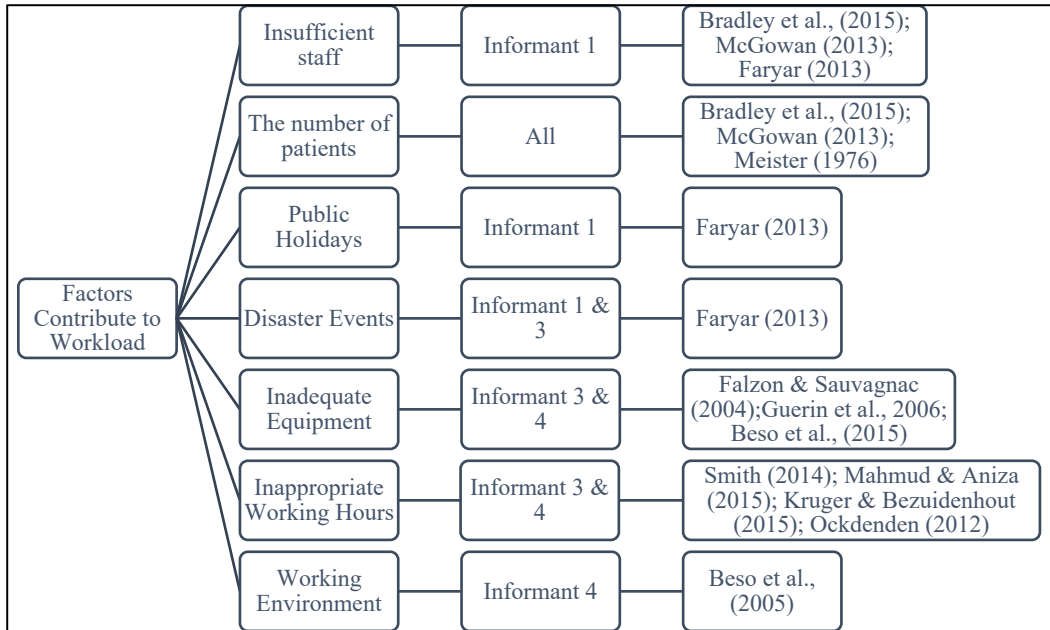 Factors
Contribute to
Workload
Insufficient
staff
Informant 1
Bradley et al., (2015);
McGowan (2013);
Faryar (2013)
The number of
patients
All
Bradley et al., (2015);
McGowan (2013);
Meister (1976)
Public
Holidays
Informant 1
Faryar (2013)
Disaster Events
Informant 1 &
3
Faryar (2013)
Inadequate
Equipment
Informant 3 &
4
Falzon & Sauvagnac
(2004);Guerin et al., 2006;
Beso et al., (2015)
Inappropriate
Working Hours
Informant 3 &
4
Smith (2014); Mahmud & Aniza
(2015); Kruger & Bezuidenhout
(2015); Ockdenden (2012)
Working
Environment
Informant 4
Beso et al.,
(2005)